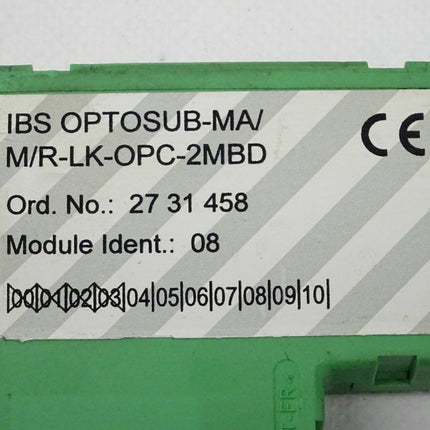 IBS OPTOSUB-MA/
M/R-LK-OPC-2MBD
CE
Ord. No.: 27 31 458
Module Ident.: 08
|00|01|02|03|04|05|06|07|08|09|10|